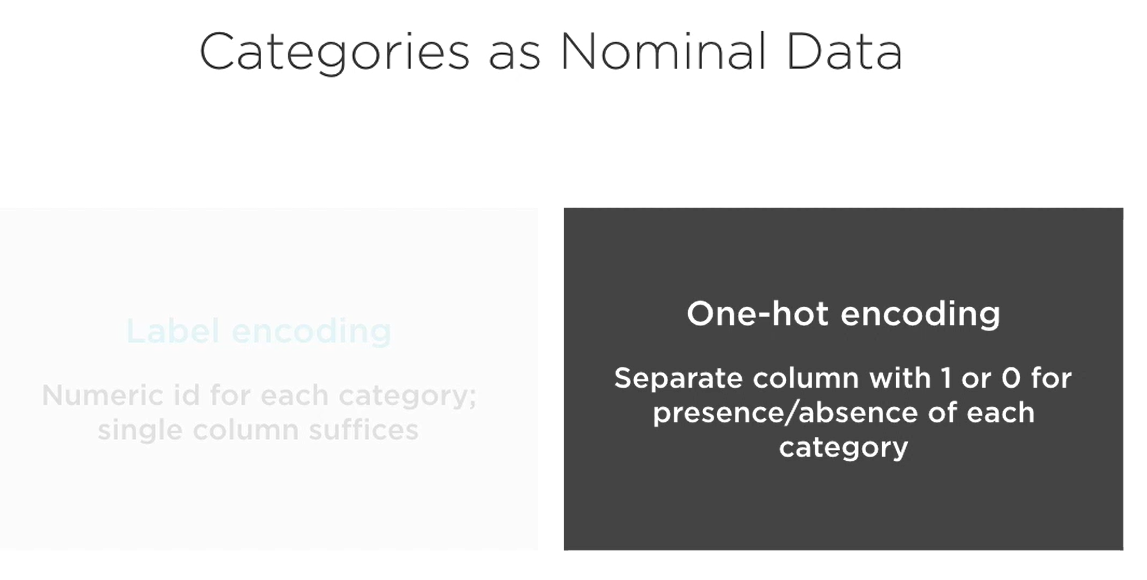 Categories as Nominal Data
Label encoding
Numeric id for each category;
single column suffices
One-hot encoding
Separate column with 1 or 0 for
presence/absence of each
category